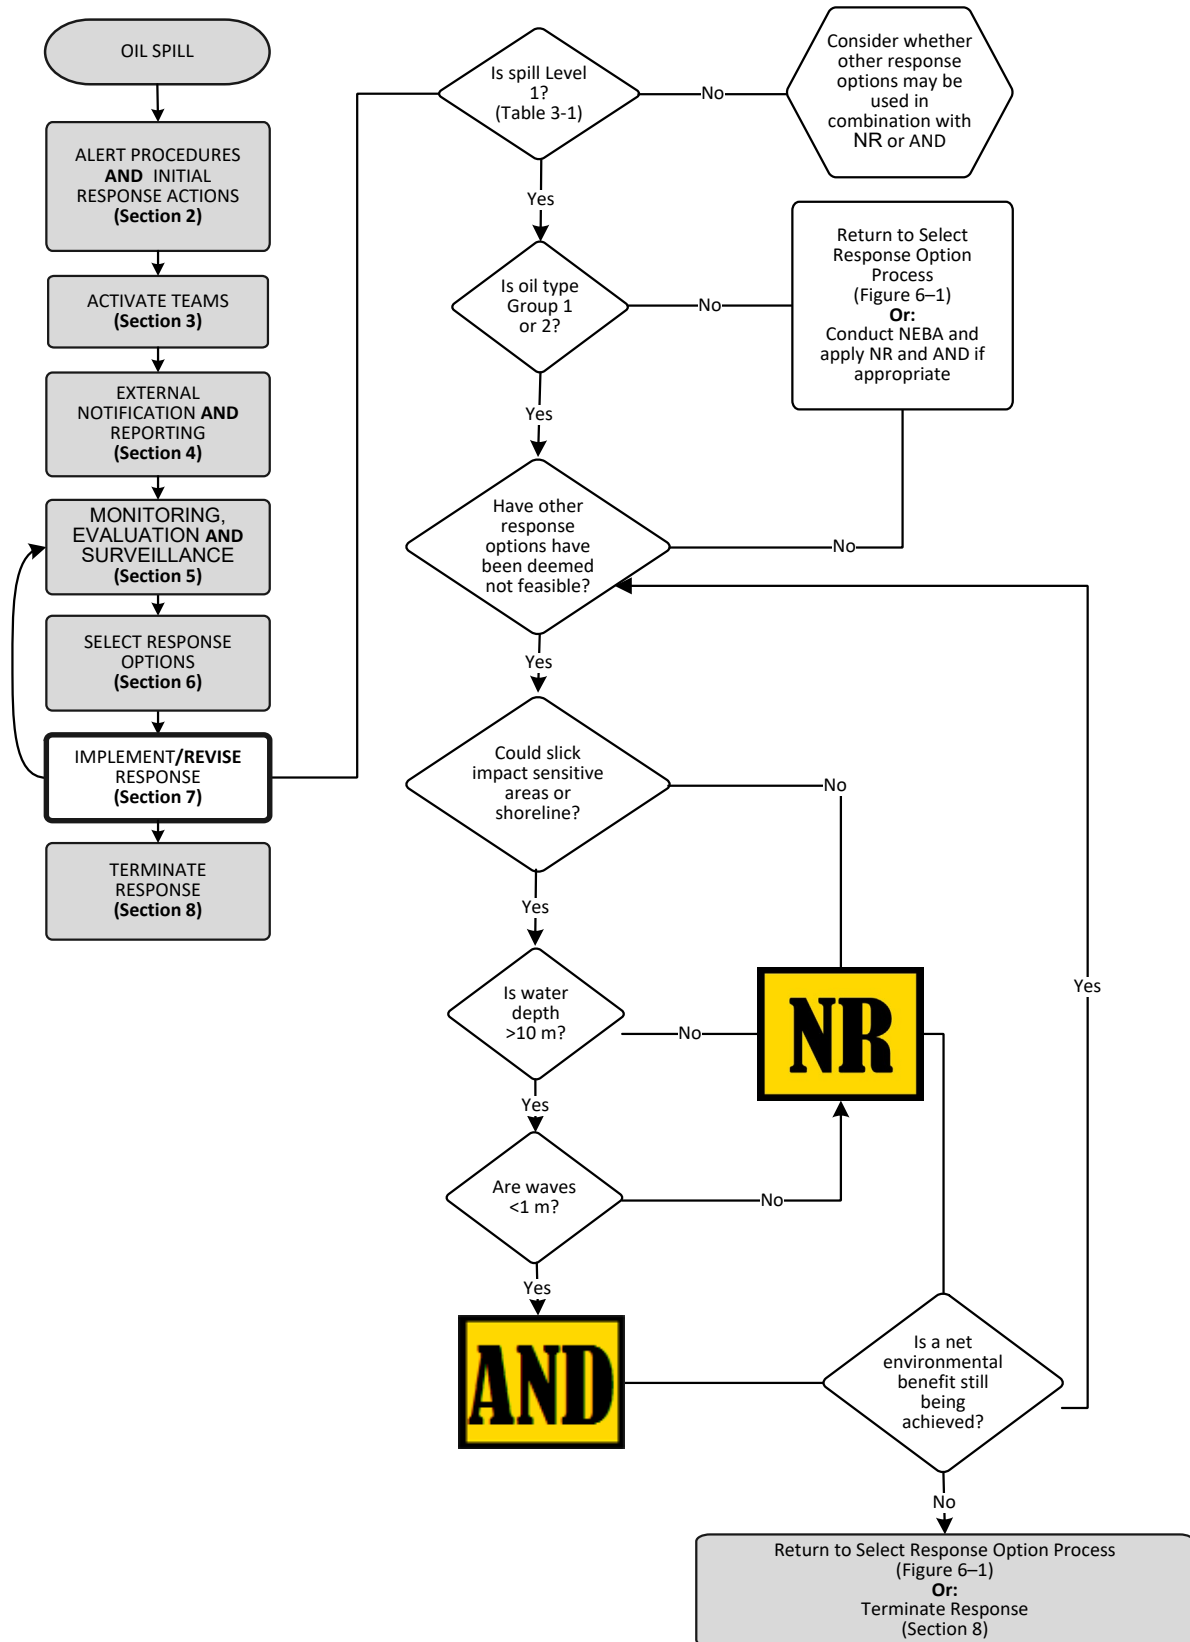 OIL SPILL
ALERT PROCEDURES
AND INITIAL
RESPONSE ACTIONS
(Section 2)
ACTIVATE TEAMS
(Section 3)
EXTERNAL
NOTIFICATION AND
REPORTING
(Section 4)
MONITORING,
EVALUATION AND
SURVEILLANCE
(Section 5)
SELECT RESPONSE
OPTIONS
(Section 6)
IMPLEMENT/REVISE
RESPONSE
(Section 7)
TERMINATE
RESPONSE
(Section 8)
Is spill Level
1?
(Table 3-1)
No
Consider whether
other response
options may be
used in
combination with
NR or AND
Yes
Is oil type
Group 1
or 2?
No
Return to Select
Response Option
Process
(Figure 6–1)
Or:
Conduct NEBA and
apply NR and AND if
appropriate
Yes
Have other
response
options have
been deemed
not feasible?
No
Yes
Could slick
impact sensitive
areas or
shoreline?
No
Yes
Is water
depth
>10 m?
No
NR
Yes
Yes
Are waves
<1 m?
No
Yes
AND
Is a net
environmental
benefit still
being
achieved?
No
Return to Select Response Option Process
(Figure 6–1)
Or:
Terminate Response
(Section 8)